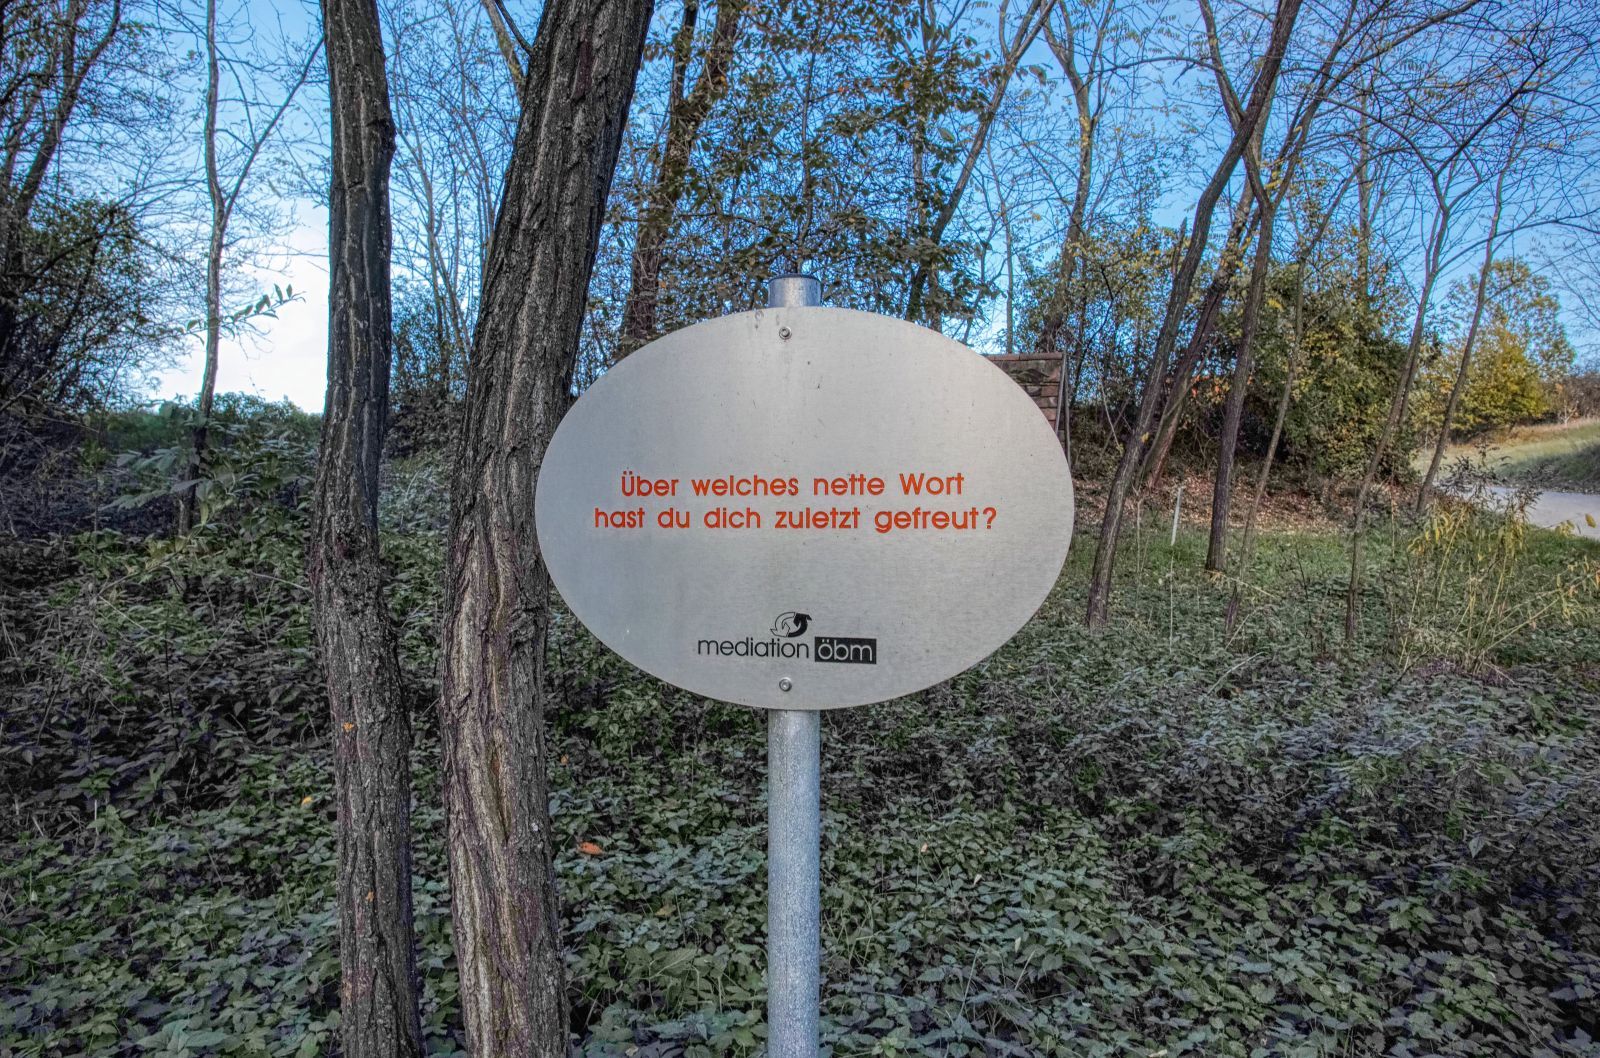 Über welches nette Wort
hast du dich zuletzt gefreut?
mediation öbm